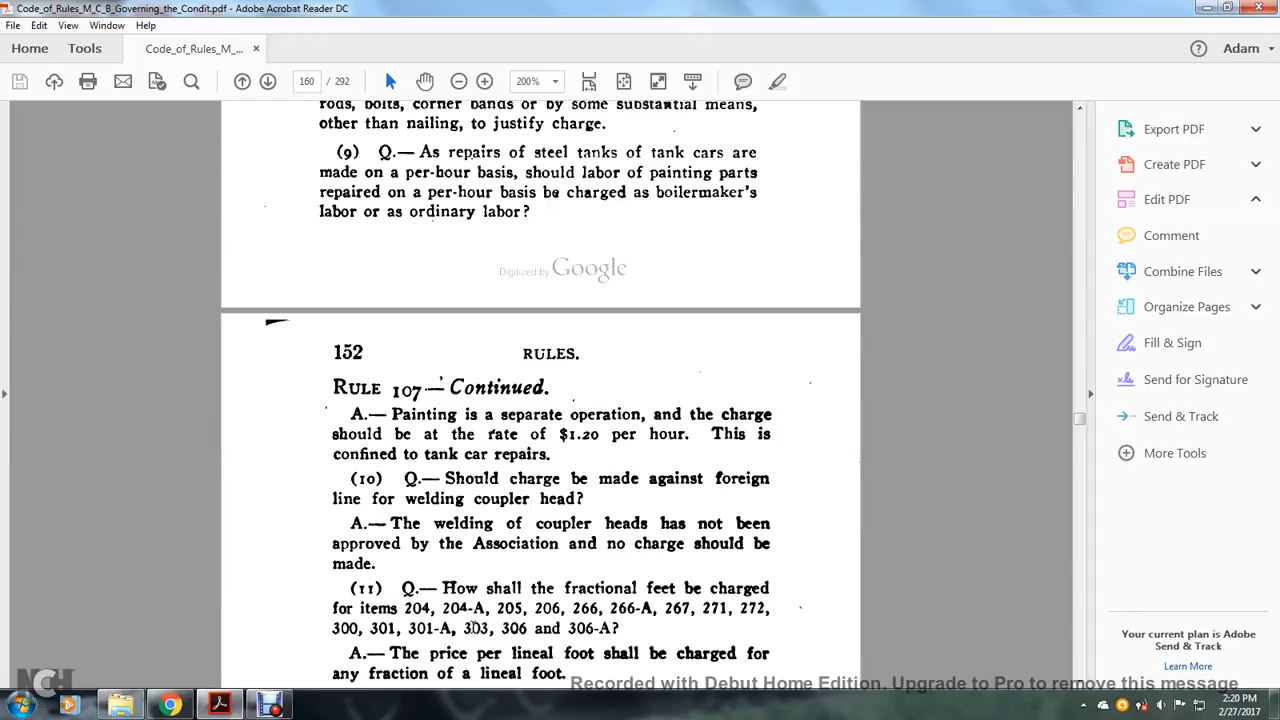 Code_of_Rules_M_C_B_Governing_the_Condit.pdf - Adobe Acrobat Reader DC
File Edit View Window Help
Home Tools Code_of_Rules_M_... × Adam
160 / 292 200%
rods, bolts, corner bands or by some substantial means,
other than nailing, to justify charge.
(9) Q.— As repairs of steel tanks of tank cars are
made on a per-hour basis, should labor of painting parts
repaired on a per-hour basis be charged as boilermaker's
labor or as ordinary labor?
Digitized by Google
152 RULES.
RULE 107—Continued.
A.— Painting is a separate operation, and the charge
should be at the rate of $1.20 per hour. This is
confined to tank car repairs.
(10) Q.— Should charge be made against foreign
line for welding coupler head?
A.— The welding of coupler heads has not been
approved by the Association and no charge should be
made.
(11) Q.— How shall the fractional feet be charged
for items 204, 204-A, 205, 206, 266, 266-A, 267, 271, 272,
300, 301, 301-A, 303, 306 and 306-A?
A.— The price per lineal foot shall be charged for
any fraction of a lineal foot.
Export PDF
Create PDF
Edit PDF
Comment
Combine Files
Organize Pages
Fill & Sign
Send for Signature
Send & Track
More Tools
Your current plan is Adobe
Send & Track
Learn More
NCH
Recorded with Debut Home Edition. Upgrade to Pro to remove this message
2:20 PM
2/27/2017